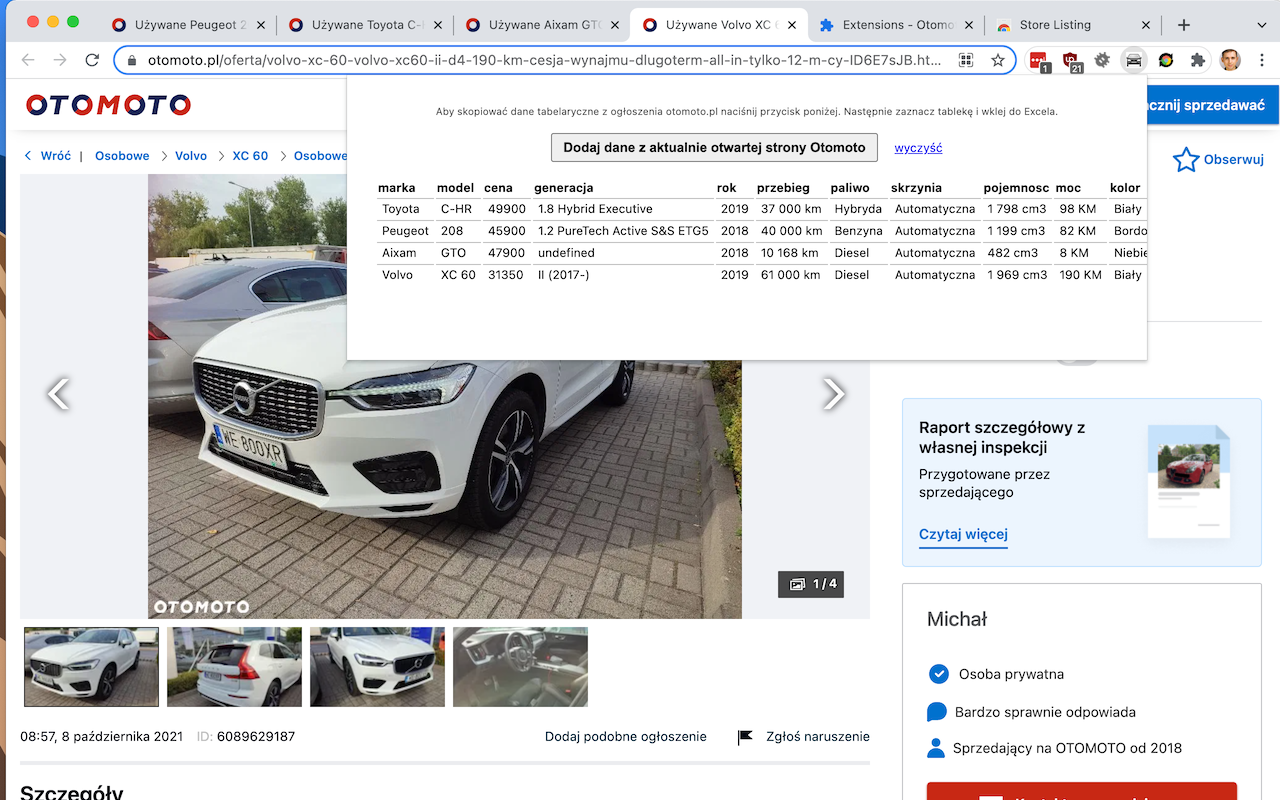 Używane Peugeot 2
Używane Toyota C-
Używane Aixam GTO
Używane Volvo XC 6
Extensions - Otomo
Store Listing
otomoto.pl/oferta/volvo-xc-60-volvo-xc60-ii-d4-190-km-cesja-wynajmu-dlugoterm-all-in-tylko-12-m-cy-ID6E7sJB.ht...
1
21
OTOMOTO
cznij sprzedawać
Aby skopiować dane tabelaryczne z ogłoszenia otomoto.pl naciśnij przycisk poniżej. Następnie zaznacz tablekę i wklej do Excela.
Dodaj dane z aktualnie otwartej strony Otomoto wyczyść
Wróć | Osobowe > Volvo > XC 60 > Osobowe
Obserwuj
marka model cena generacja rok przebieg paliwo skrzynia pojemnosc moc kolor
Toyota C-HR 49900 1.8 Hybrid Executive 2019 37 000 km Hybryda Automatyczna 1 798 cm3 98 KM Biały
Peugeot 208 45900 1.2 PureTech Active S&S ETG5 2018 40 000 km Benzyna Automatyczna 1 199 cm3 82 KM Bordo
Aixam GTO 47900 undefined 2018 10 168 km Diesel Automatyczna 482 cm3 8 KM Niebie
Volvo XC 60 31350 II (2017-) 2019 61 000 km Diesel Automatyczna 1 969 cm3 190 KM Biały
WE 800XR
OTOMOTO
1 / 4
Raport szczegółowy z
własnej inspekcji
Przygotowane przez
sprzedającego
Czytaj więcej
Michał
Osoba prywatna
Bardzo sprawnie odpowiada
Sprzedający na OTOMOTO od 2018
08:57, 8 października 2021 ID: 6089629187
Dodaj podobne ogłoszenie
Zgłoś naruszenie
Szczegóły